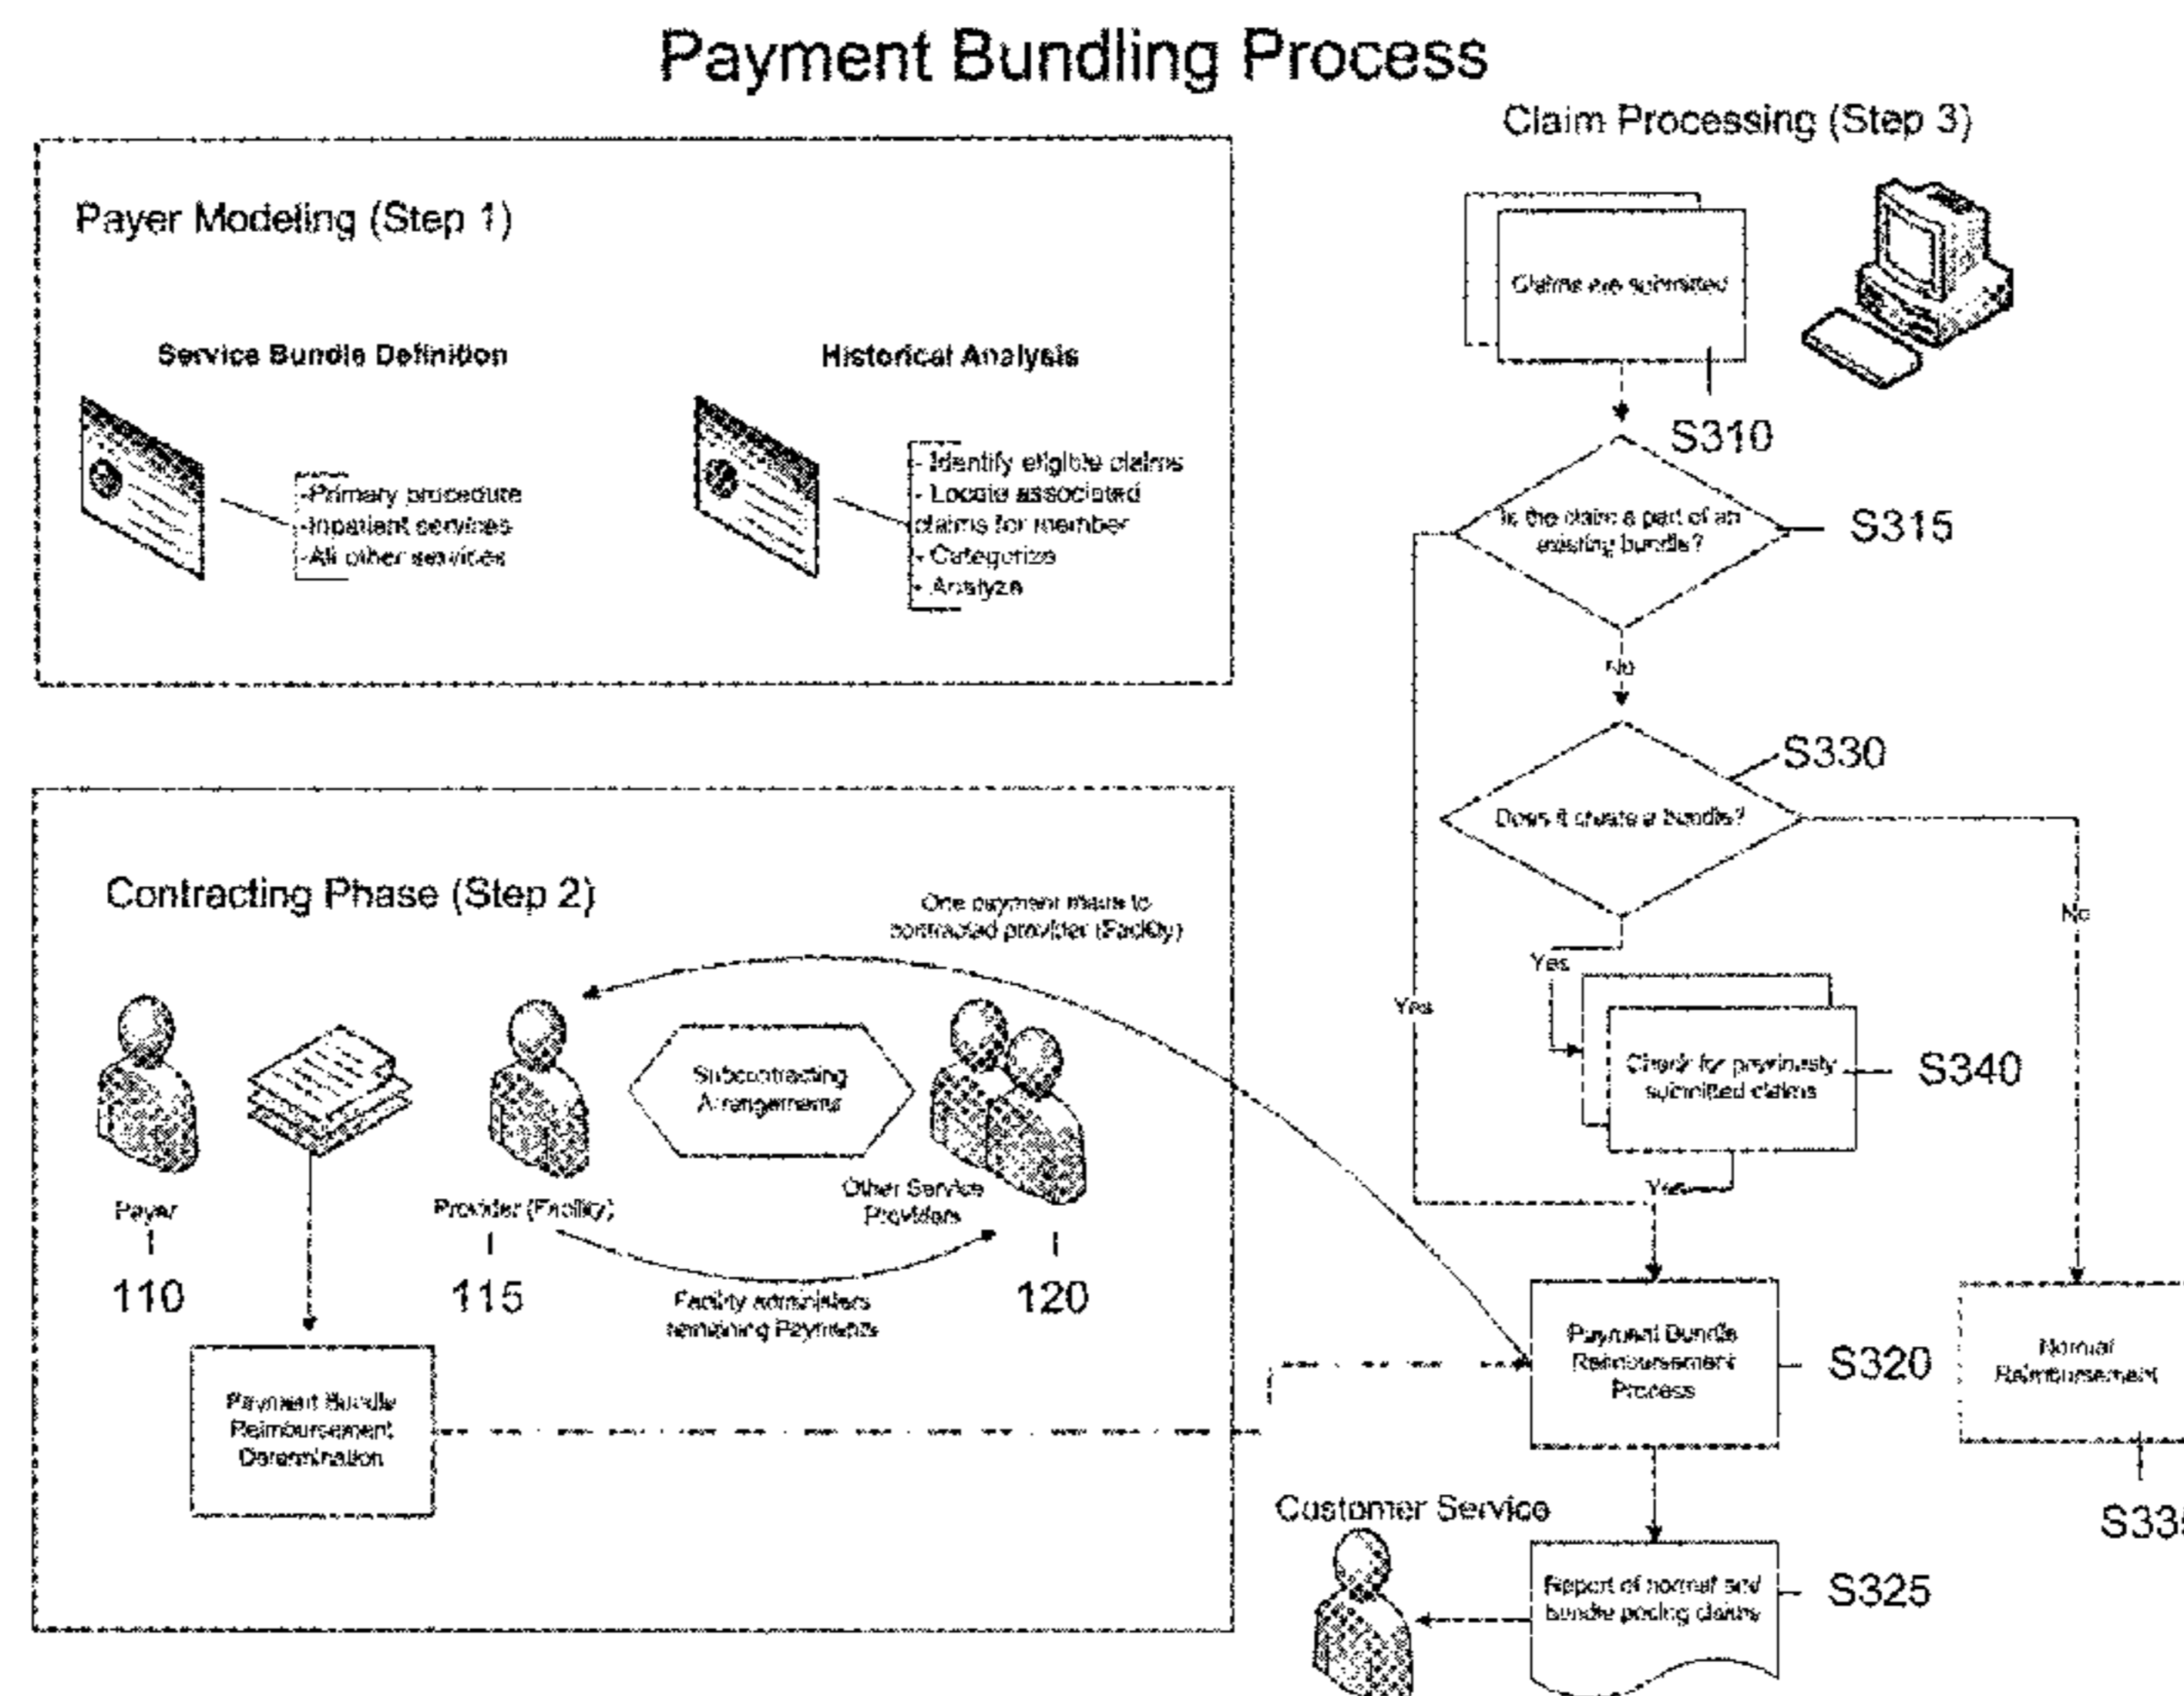 Payment Bundling Process
Payer Modeling (Step 1)
Service Bundle Definition
-Primary procedure
-Inpatient services
-All other services
Historical Analysis
- Identify eligible claims
- Locate associated
claims for member
- Categorize
- Analyze
Contracting Phase (Step 2)
One payment made to
contracted provider (Facility)
Subcontracting
Arrangements
Payer
Provider (Facility)
Other Service
Providers
110
115
120
Facility administers
remaining Payments
Payment Bundle
Reimbursement
Determination
Claim Processing (Step 3)
Claims are submitted
S310
Is the claim a part of an
existing bundle?
S315
No
S330
Does it create a bundle?
No
Yes
Yes
Check for previously
submitted claims
S340
Yes
Payment Bundle
Reimbursement
Process
S320
Normal
Reimbursement
Customer Service
Report of normal and
bundle pricing claims
S325